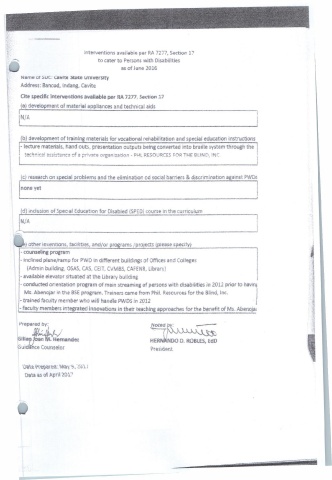 Interventions available per RA 7277, Section 17
to cater to Persons with Disabilities
as of June 2016
Name of SUC: Cavite State University
Address: Bancod, Indang, Cavite
Cite specific interventions available per RA 7277, Section 17
(a) development of material appliances and technical aids
N/A
(b) development of training materials for vocational rehabilitation and special education instructions
- lecture materials, hand-outs, presentation outputs being converted into braille system through the
technical assistance of a private organization - PHI. RESOURCES FOR THE BLIND, INC.
(c) research on special problems and the elimination od social barriers & discrimination against PWDs
none yet
(d) inclusion of Special Education for Disabled (SPED) course in the curriculum
N/A
(e) other inventions, facilities, and/or programs /projects (please specify)
- counseling program
- inclined plane/ramp for PWD in different buildings of Offices and Colleges
(Admin building, OSAS, CAS, CEIT, CVMBS, CAFENR, Library)
- available elevator situated at the Library building
- conducted orientation program of main streaming of persons with disabilities in 2012 prior to having
Ms. Abenojar in the BSE program. Trainers came from Phil. Resources for the Blind, Inc.
- trained faculty member who will handle PWDs in 2012
- faculty members integrated innovations in their teaching approaches for the benefit of Ms. Abenojar
Prepared by:
Noted by:
Joan M. Hernandez
HERNANDO D. ROBLES, EdD
Guidance Counselor
President
Date Prepared: May 9, 2017
Data as of April 2017